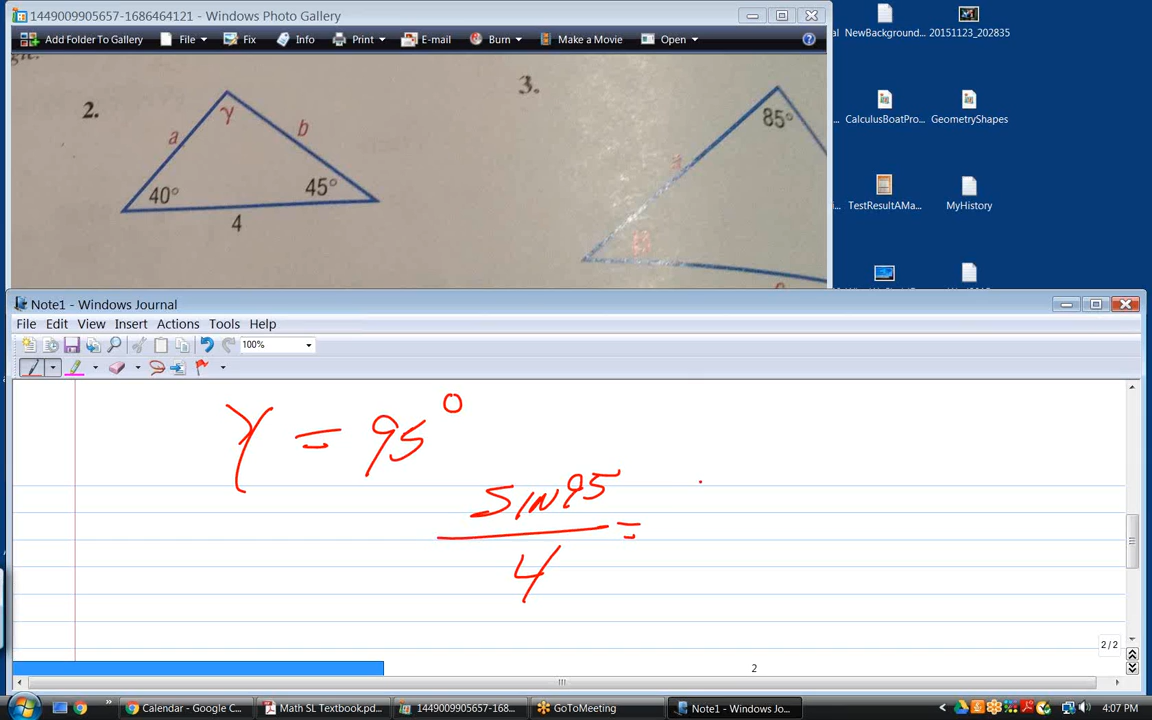 1449009905657-1686464121 - Windows Photo Gallery
Add Folder To Gallery File Fix Info Print E-mail Burn Make a Movie Open
2.
γ
a
b
40°
45°
4
3.
85°
NewBackground...
20151123_202835
CalculusBoatPro...
GeometryShapes
TestResultAMa...
MyHistory
Note1 - Windows Journal
File Edit View Insert Actions Tools Help
100%
γ = 95°
sin95
=
4
2 / 2
2
Calendar - Google C...
Math SL Textbook.pd...
1449009905657-168...
GoToMeeting
Note1 - Windows Jo...
4:07 PM